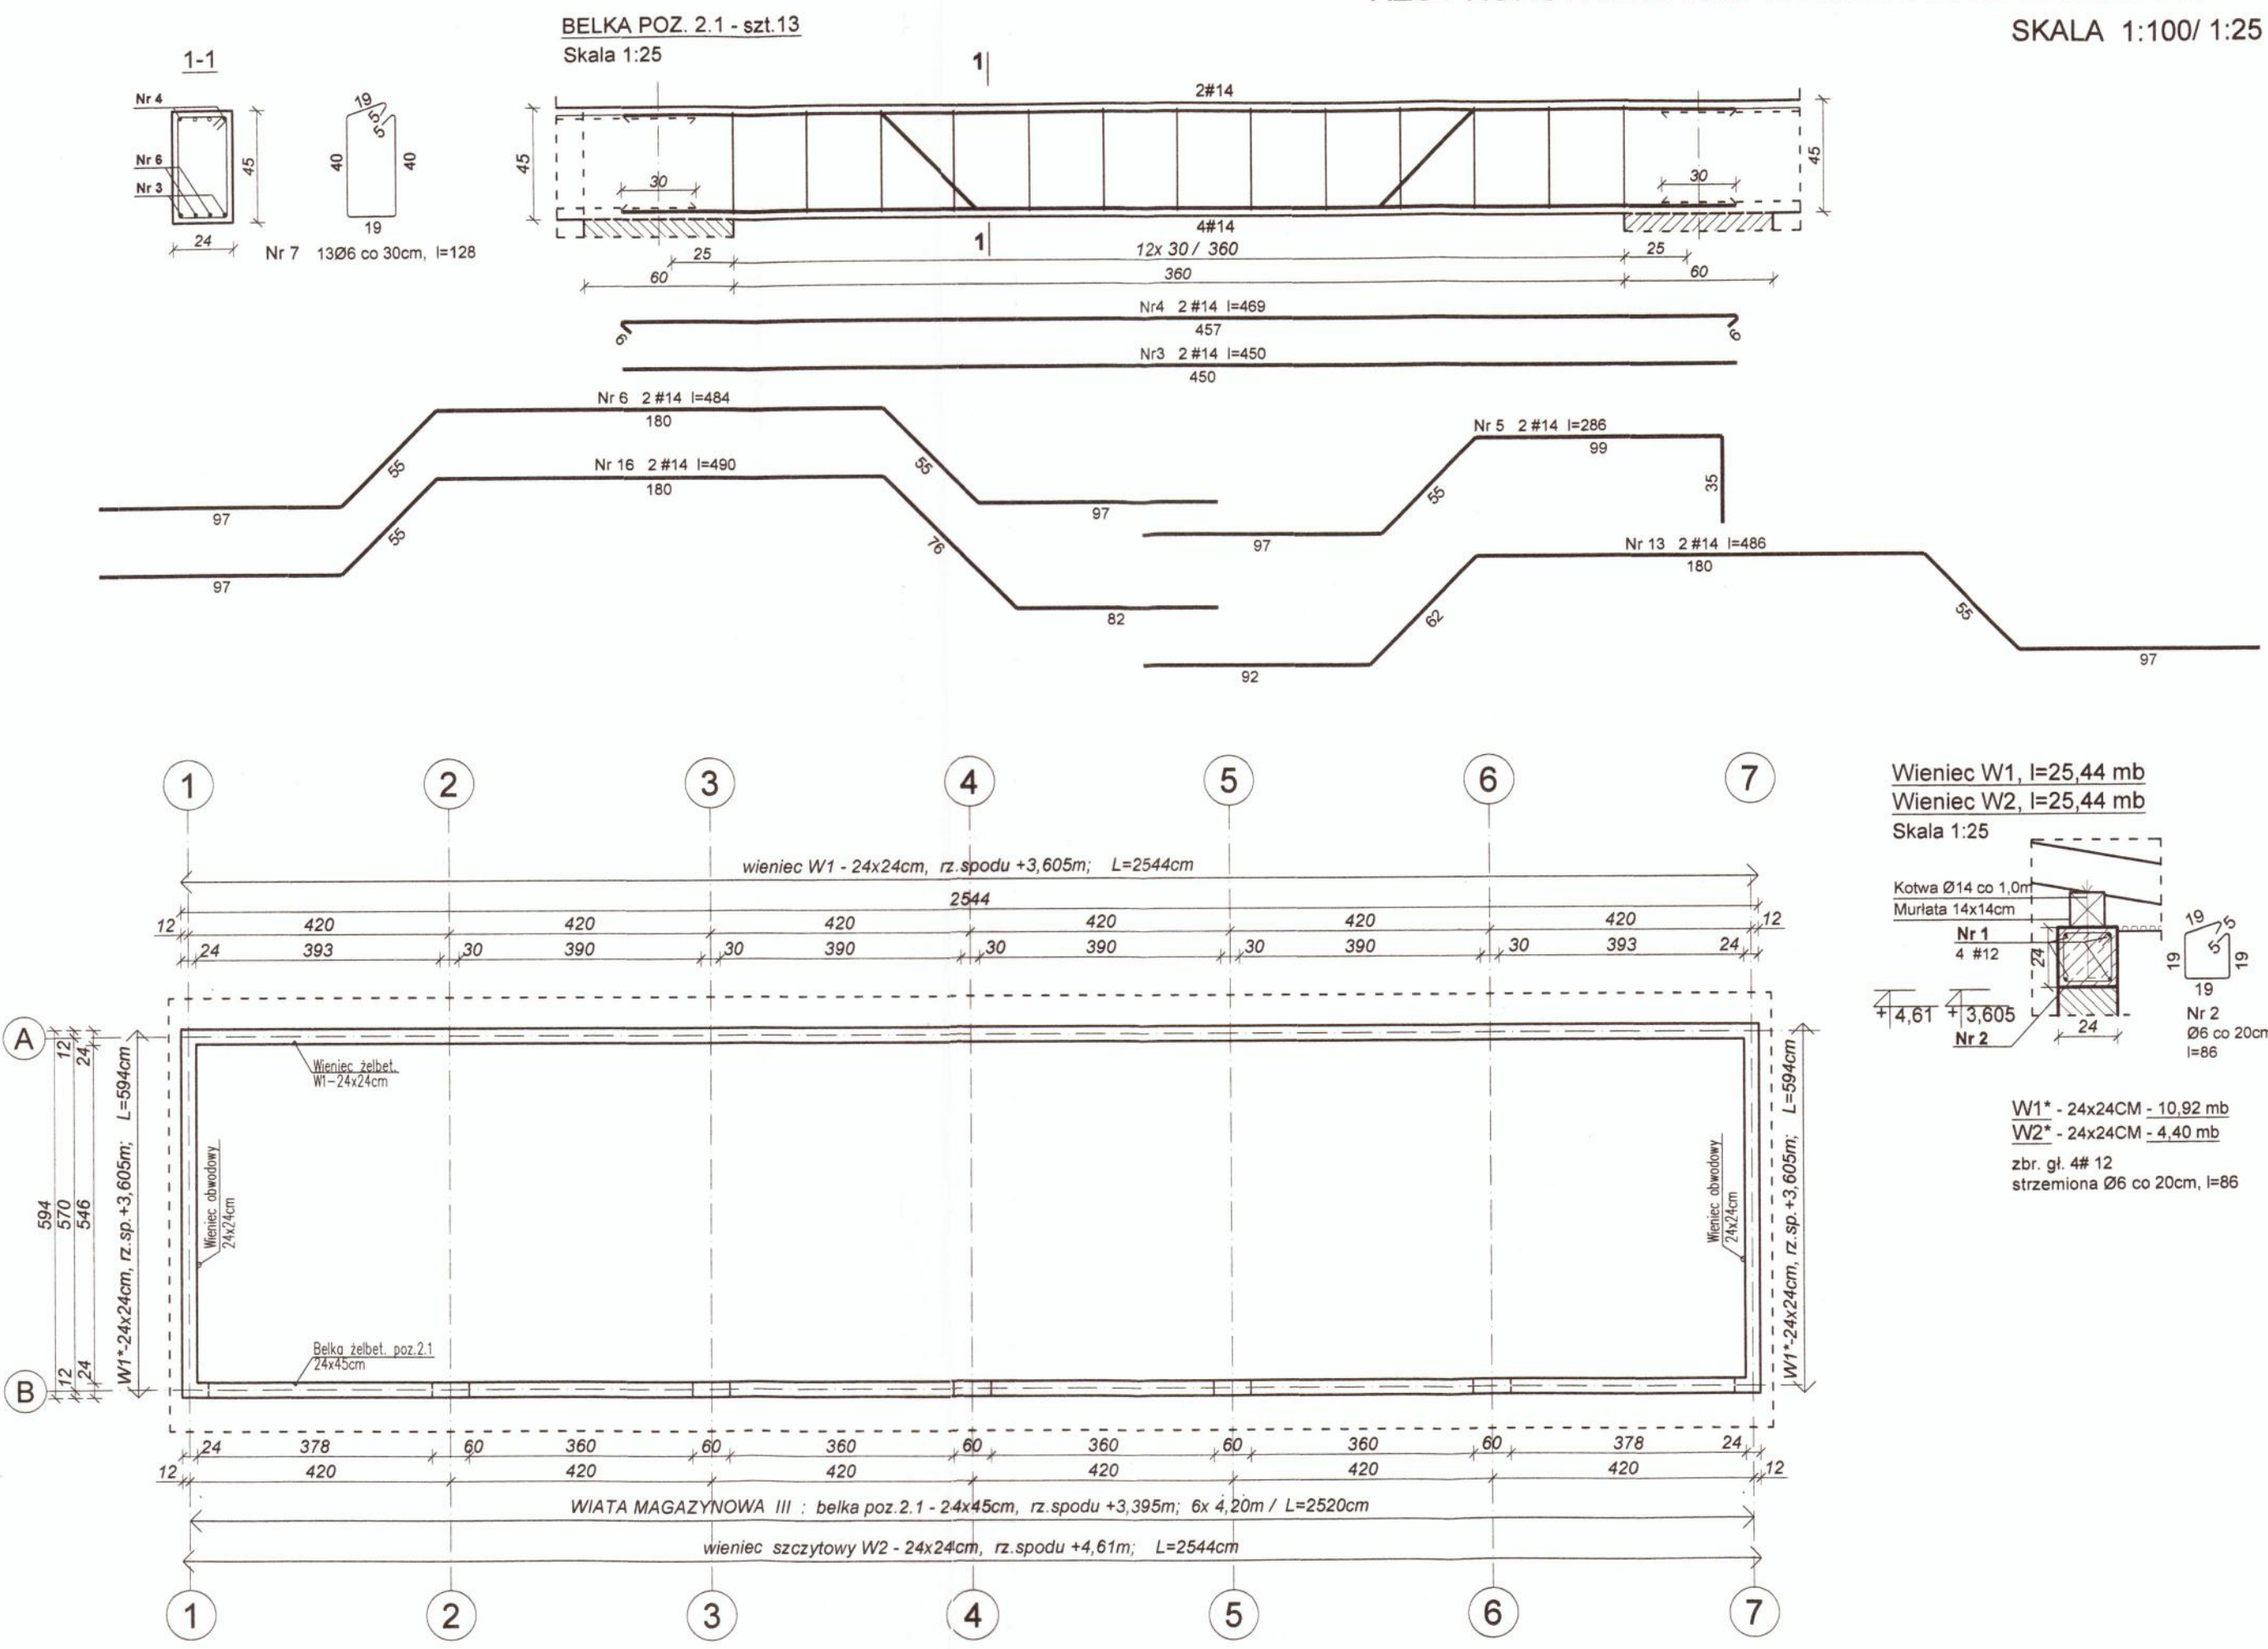 SKALA 1:100/ 1:25
BELKA POZ. 2.1 - szt.13
Skala 1:25
1-1
Nr 4
Nr 6
Nr 3
45
24
19
5
5
40
40
19
Nr 7 13Ø6 co 30cm, l=128
1
2#14
45
30
30
45
1
4#14
25
12x 30 / 360
25
60
360
60
Nr4 2 #14 l=469
6
457
6
Nr3 2 #14 l=450
450
Nr 6 2 #14 l=484
180
55
55
97
97
Nr 16 2 #14 l=490
180
55
76
97
82
Nr 5 2 #14 l=286
99
55
35
97
Nr 13 2 #14 l=486
180
62
55
92
97
1
2
3
4
5
6
7
wieniec W1 - 24x24cm, rz.spodu +3,605m; L=2544cm
2544
12
420
420
420
420
420
420
12
24
393
30
390
30
390
30
390
30
390
30
393
24
A
B
594
12
570
12
24
546
24
W1*-24x24cm, rz.sp.+3,605m; L=594cm
Wieniec żelbet.
W1-24x24cm
Wieniec obwodowy
24x24cm
Belka żelbet. poz.2.1
24x45cm
Wieniec obwodowy
24x24cm
W1*-24x24cm, rz.sp.+3,605m; L=594cm
24
378
60
360
60
360
60
360
60
360
60
378
24
12
420
420
420
420
420
420
12
WIATA MAGAZYNOWA III : belka poz.2.1 - 24x45cm, rz.spodu +3,395m; 6x 4,20m / L=2520cm
wieniec szczytowy W2 - 24x24cm, rz.spodu +4,61m; L=2544cm
1
2
3
4
5
6
7
Wieniec W1, l=25,44 mb
Wieniec W2, l=25,44 mb
Skala 1:25
Kotwa Ø14 co 1,0m
Murłata 14x14cm
Nr 1
4 #12
24
+ 4,61
+ 3,605
Nr 2
24
19
5
5
19
19
19
Nr 2
Ø6 co 20cm
l=86
W1* - 24x24CM - 10,92 mb
W2* - 24x24CM - 4,40 mb
zbr. gł. 4# 12
strzemiona Ø6 co 20cm, l=86